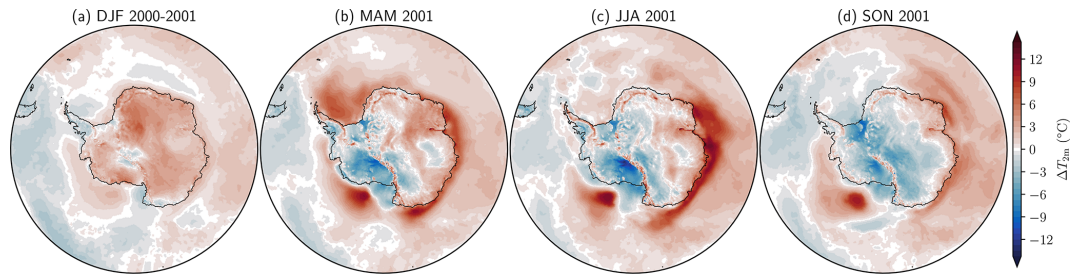 (a) DJF 2000-2001
(b) MAM 2001
(c) JJA 2001
(d) SON 2001
12
9
6
3
0
−3
−6
−9
−12
ΔT2m (°C)